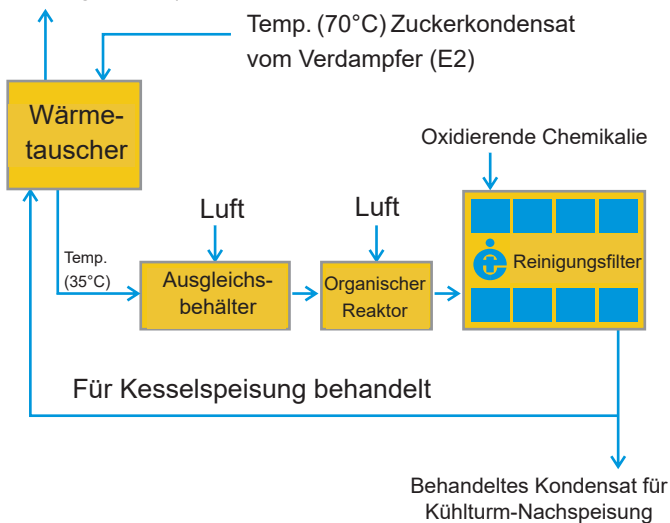 Temp. (70°C) Zuckerkondensat
vom Verdampfer (E2)
Wärme-
tauscher
Oxidierende Chemikalie
Luft
Luft
Temp.
(35°C)
Ausgleichs-
behälter
Organischer
Reaktor
Reinigungsfilter
Für Kesselspeisung behandelt
Behandeltes Kondensat für
Kühlturm-Nachspeisung